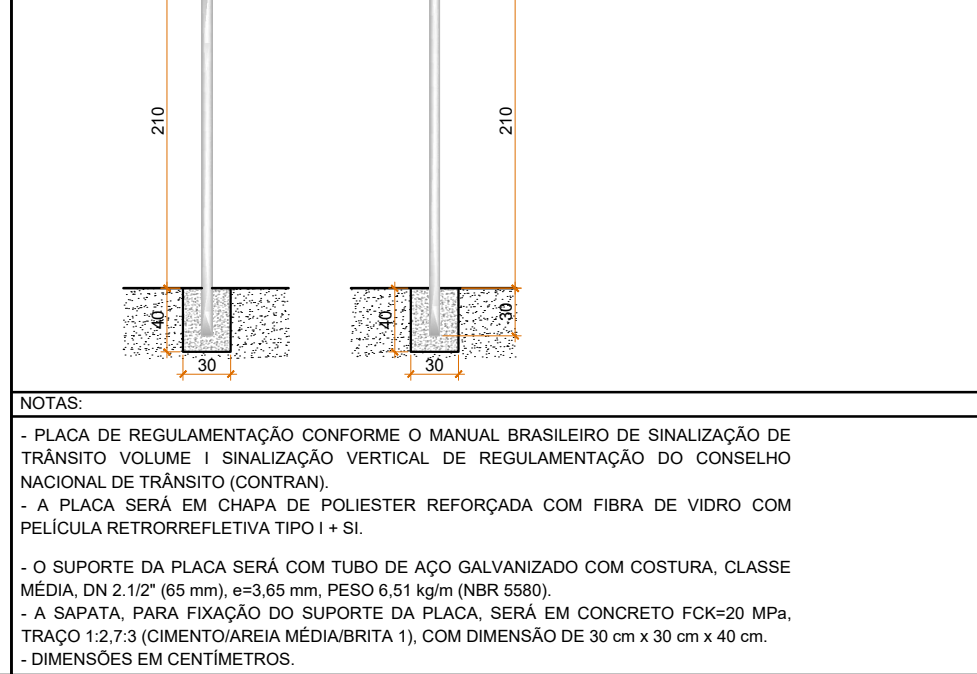 210
210
40
40
30
30
30
NOTAS:
- PLACA DE REGULAMENTAÇÃO CONFORME O MANUAL BRASILEIRO DE SINALIZAÇÃO DE
TRÂNSITO VOLUME I SINALIZAÇÃO VERTICAL DE REGULAMENTAÇÃO DO CONSELHO
NACIONAL DE TRÂNSITO (CONTRAN).
- A PLACA SERÁ EM CHAPA DE POLIESTER REFORÇADA COM FIBRA DE VIDRO COM
PELÍCULA RETRORREFLETIVA TIPO I + SI.
- O SUPORTE DA PLACA SERÁ COM TUBO DE AÇO GALVANIZADO COM COSTURA, CLASSE
MÉDIA, DN 2.1/2" (65 mm), e=3,65 mm, PESO 6,51 kg/m (NBR 5580).
- A SAPATA, PARA FIXAÇÃO DO SUPORTE DA PLACA, SERÁ EM CONCRETO FCK=20 MPa,
TRAÇO 1:2,7:3 (CIMENTO/AREIA MÉDIA/BRITA 1), COM DIMENSÃO DE 30 cm x 30 cm x 40 cm.
- DIMENSÕES EM CENTÍMETROS.